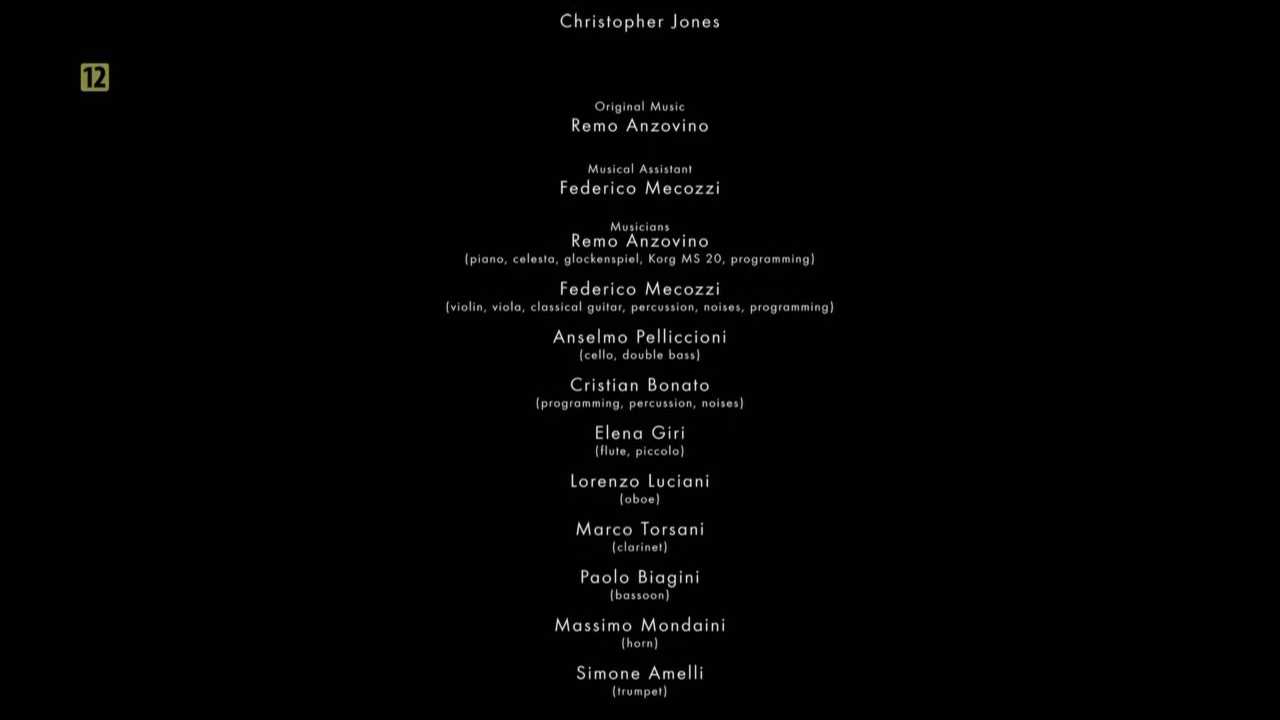 Christopher Jones
12
Original Music
Remo Anzovino
Musical Assistant
Federico Mecozzi
Musicians
Remo Anzovino
(piano, celesta, glockenspiel, Korg MS 20, programming)
Federico Mecozzi
(violin, viola, classical guitar, percussion, noises, programming)
Anselmo Pelliccioni
(cello, double bass)
Cristian Bonato
(programming, percussion, noises)
Elena Giri
(flute, piccolo)
Lorenzo Luciani
(oboe)
Marco Torsani
(clarinet)
Paolo Biagini
(bassoon)
Massimo Mondaini
(horn)
Simone Amelli
(trumpet)